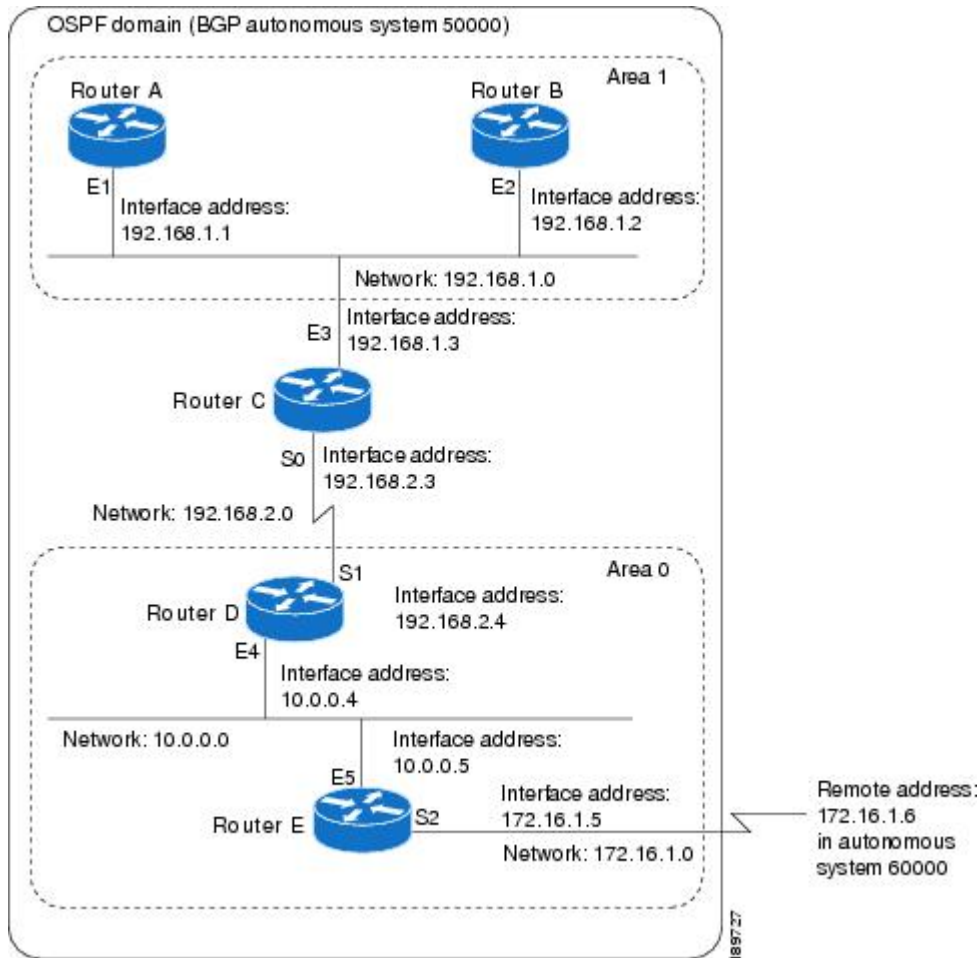 OSPF domain (BGP autonomous system 50000)
Area 1
Router A
Router B
E1
Interface address:
192.168.1.1
E2
Interface address:
192.168.1.2
Network: 192.168.1.0
E3
Interface address:
192.168.1.3
Router C
S0
Interface address:
192.168.2.3
Network: 192.168.2.0
Area 0
S1
Router D
Interface address:
192.168.2.4
E4
Interface address:
10.0.0.4
Network: 10.0.0.0
Interface address:
10.0.0.5
E5
Router E
S2
Interface address:
172.16.1.5
Network: 172.16.1.0
Remote address:
172.16.1.6
in autonomous
system 60000